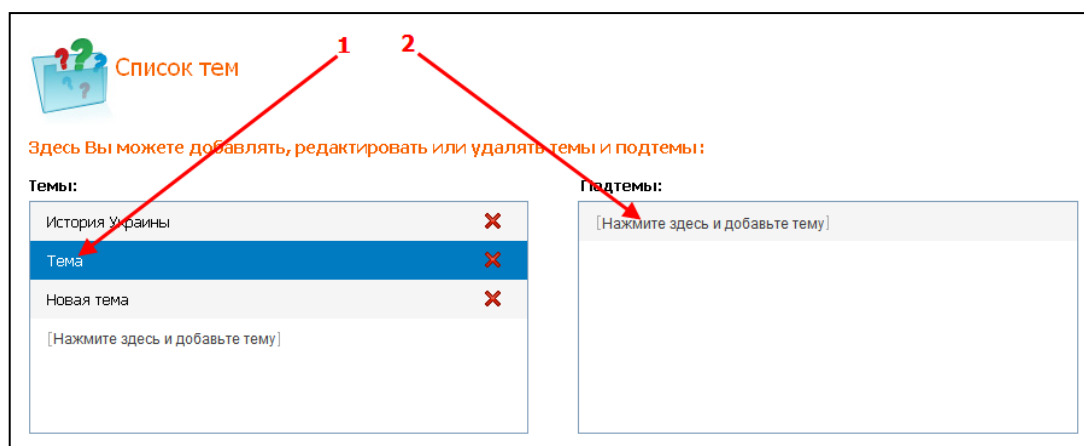 1 2
Список тем
Здесь Вы можете добавлять, редактировать или удалять темы и подтемы:
Темы: Подтемы:
История Украины [Нажмите здесь и добавьте тему]
Тема
Новая тема
[Нажмите здесь и добавьте тему]